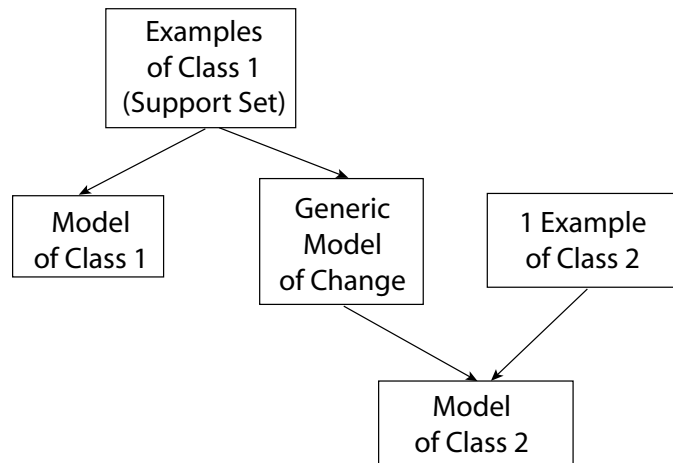 Examples
of Class 1
(Support Set)
Model
of Class 1
Generic
Model
of Change
1 Example
of Class 2
Model
of Class 2